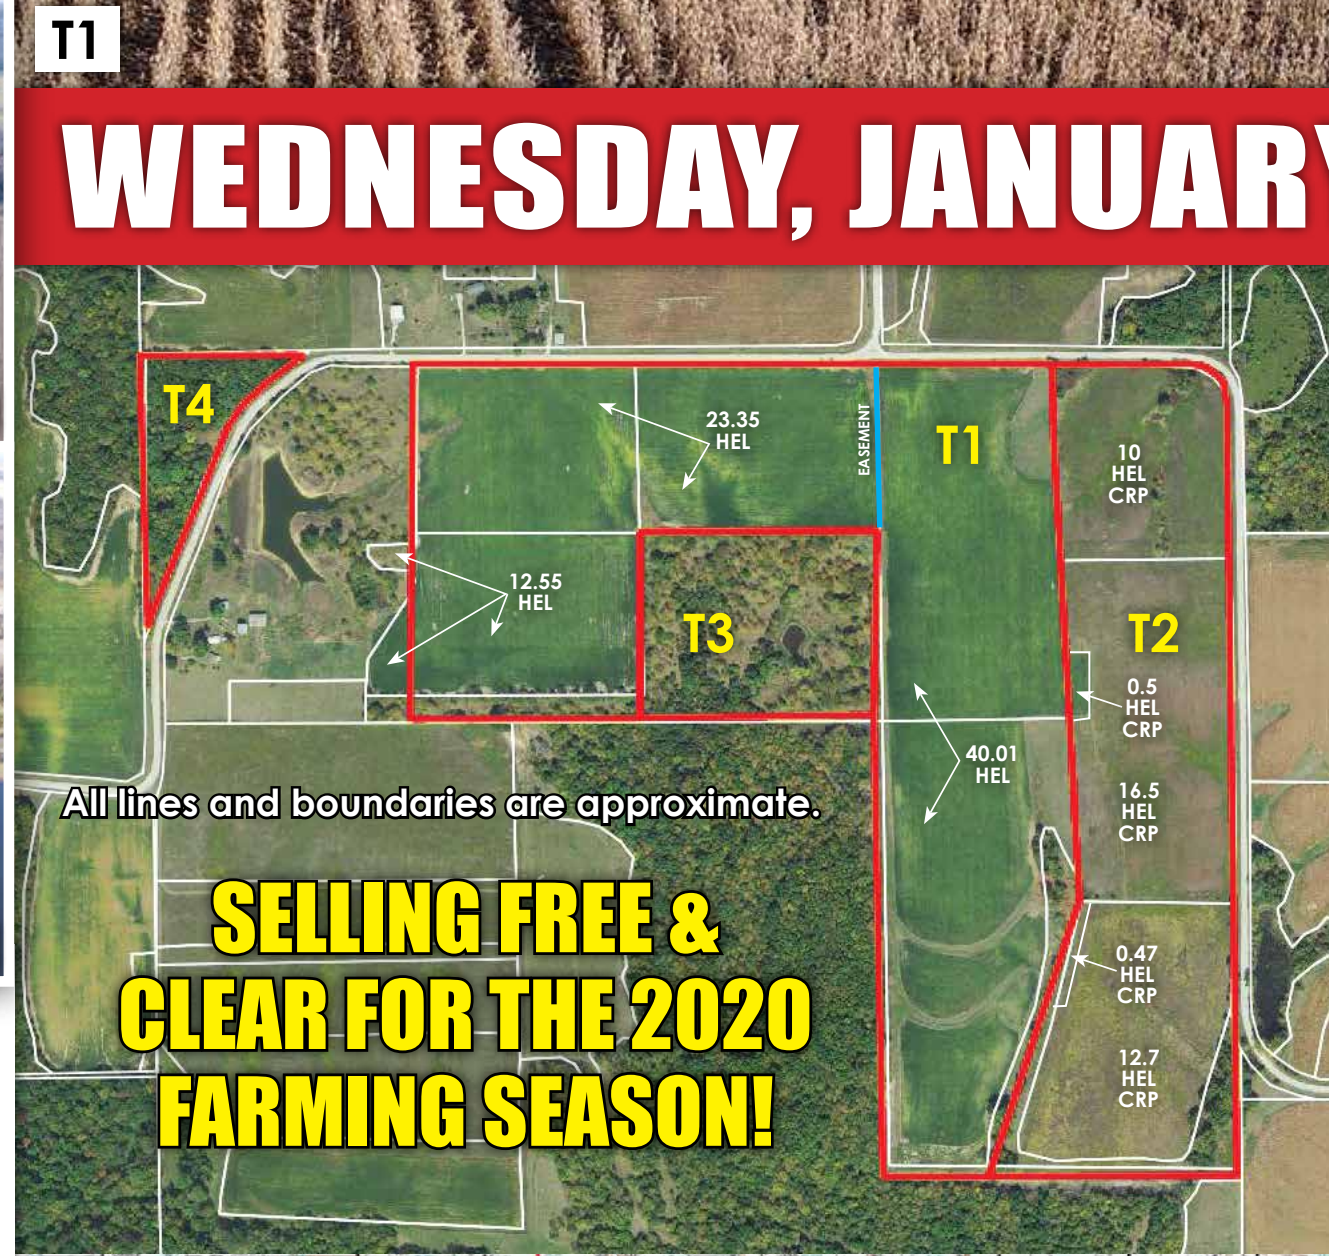 T1
WEDNESDAY, JANUARY
T4
23.35
HEL
EASEMENT
T1
10
HEL
CRP
12.55
HEL
T3
T2
0.5
HEL
CRP
40.01
HEL
16.5
HEL
CRP
All lines and boundaries are approximate.
SELLING FREE &
CLEAR FOR THE 2020
FARMING SEASON!
0.47
HEL
CRP
12.7
HEL
CRP